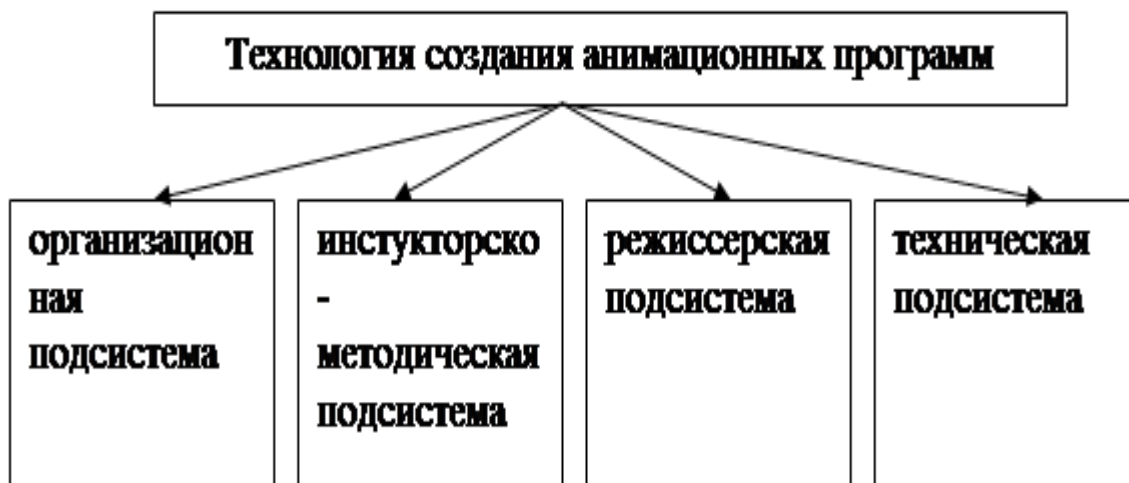 Технология создания анимационных программ
организацион
ная
подсистема
инстукторско
-
методическая
подсистема
режиссерская
подсистема
техническая
подсистема